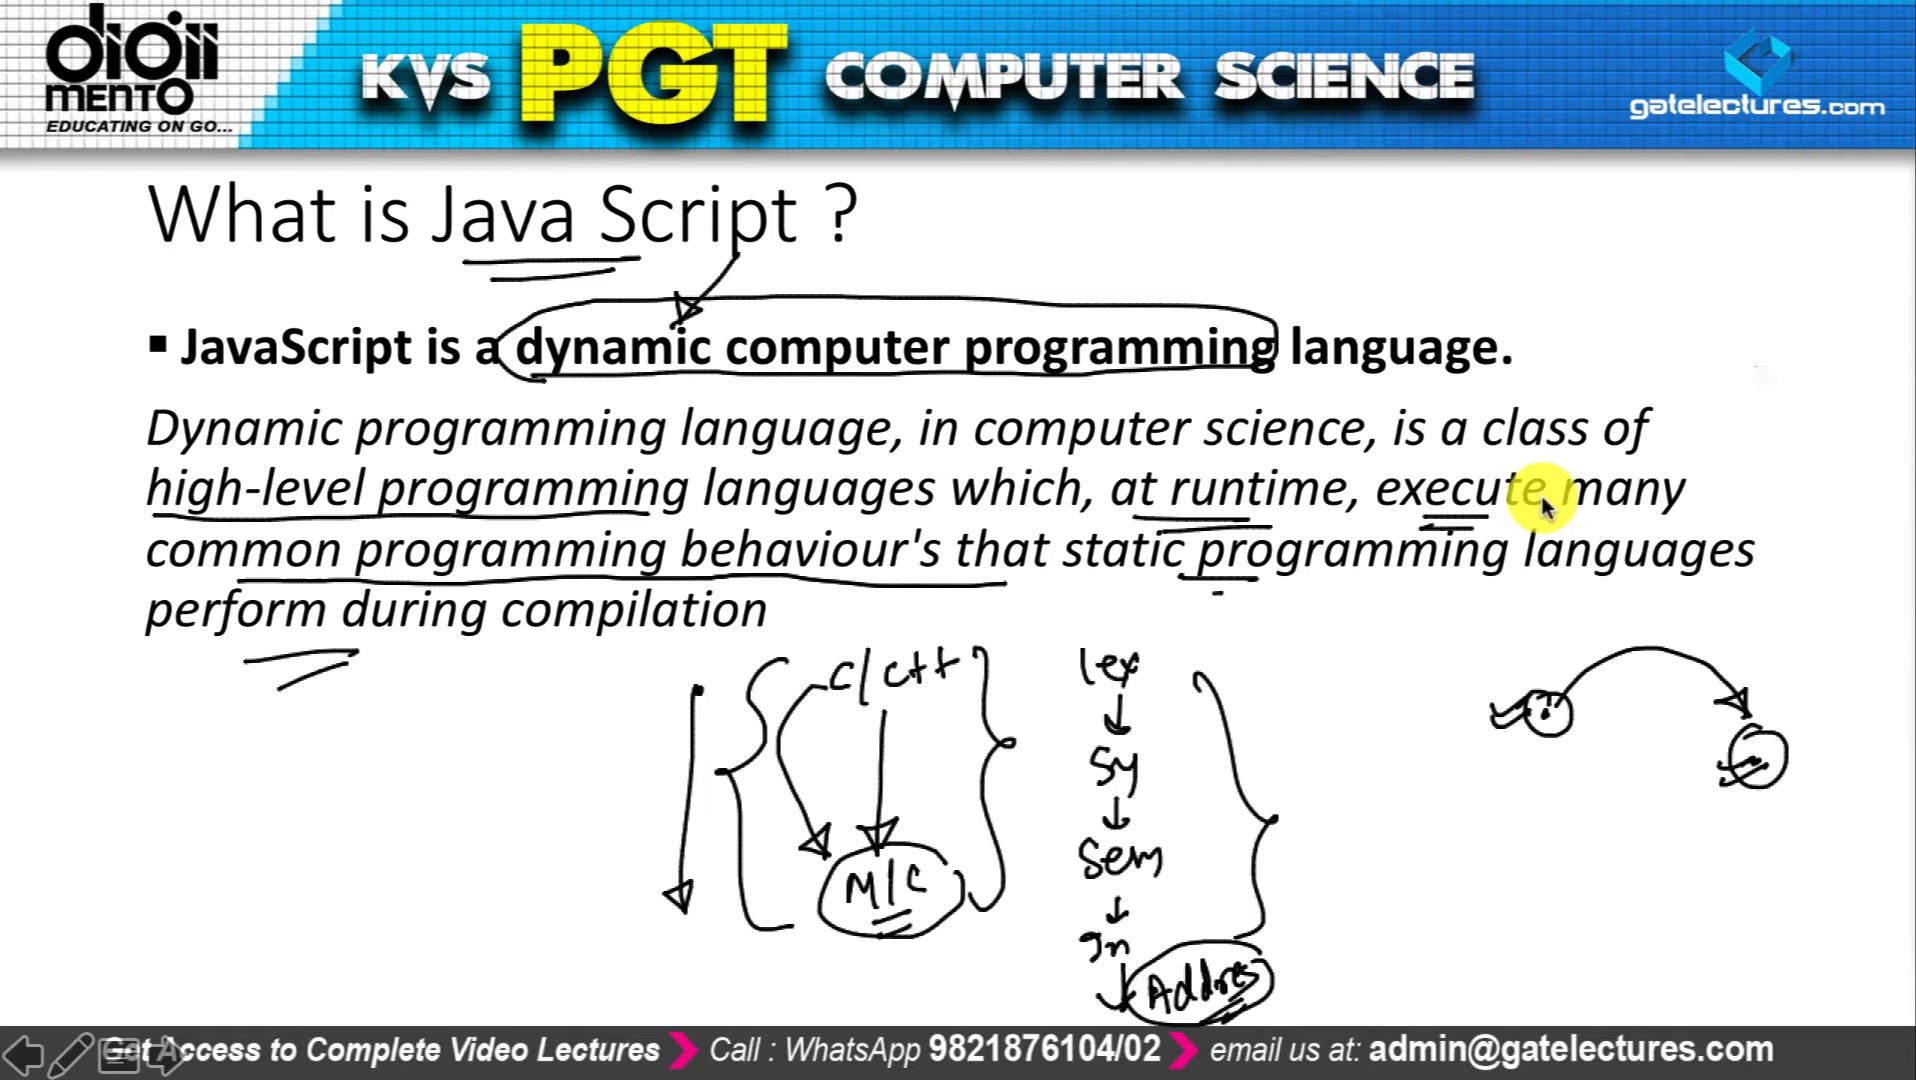 DIGII
MENTO
EDUCATING ON GO...
KVS PGT COMPUTER SCIENCE
gatelectures.com
What is Java Script ?
▪ JavaScript is a dynamic computer programming language.
Dynamic programming language, in computer science, is a class of
high-level programming languages which, at runtime, execute many
common programming behaviour's that static programming languages
perform during compilation
C/C++
M/C
lex
Sy
Sem
In
Addres
Get Access to Complete Video Lectures
Call : WhatsApp 9821876104/02
email us at: admin@gatelectures.com